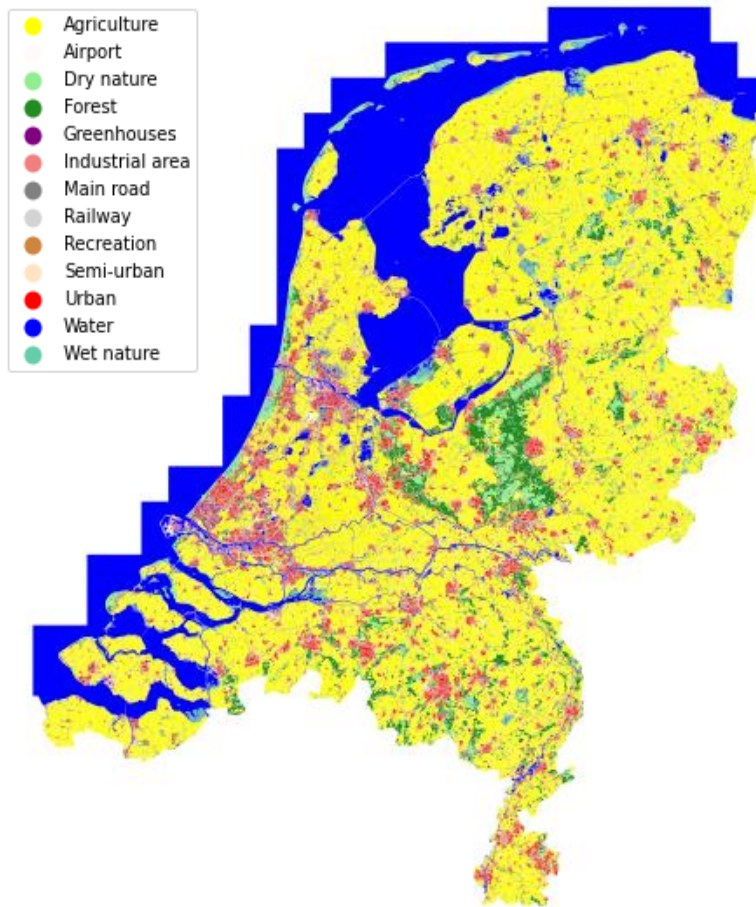 Agriculture
Airport
Dry nature
Forest
Greenhouses
Industrial area
Main road
Railway
Recreation
Semi-urban
Urban
Water
Wet nature